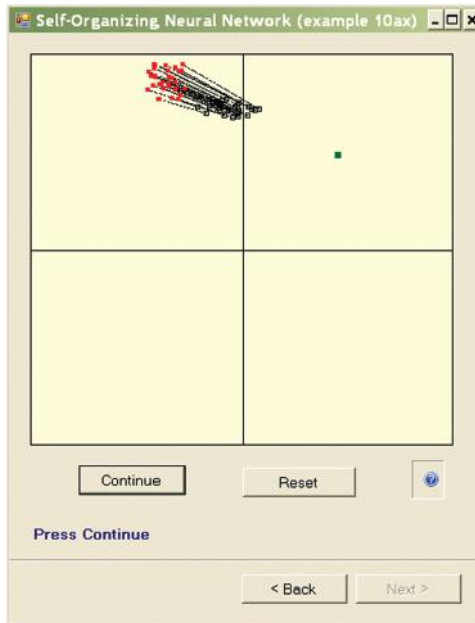 Self-Organizing Neural Network (example 10ax)
Continue
Reset
?
Press Continue
< Back
Next >